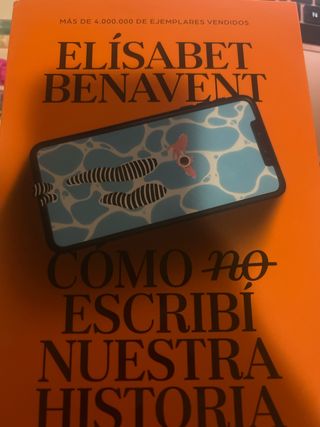 MÁS DE 4.000.000 DE EJEMPLARES VENDIDOS
ELÍSABET
BENAVENT
CÓMO no
ESCRIBÍ
NUESTRA
HISTORIA